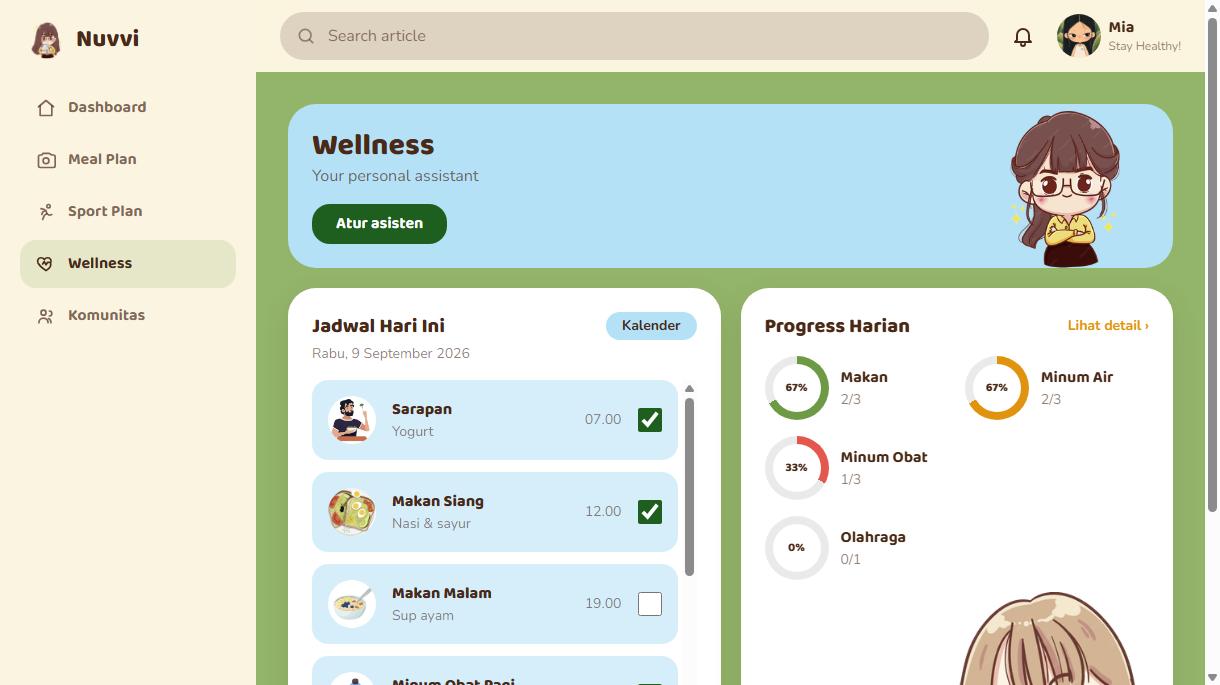 Nuvvi
Search article
Mia
Stay Healthy!
Dashboard
Meal Plan
Sport Plan
Wellness
Komunitas
Wellness
Your personal assistant
Atur asisten
Jadwal Hari Ini
Kalender
Rabu, 9 September 2026
Sarapan
Yogurt
07.00
Makan Siang
Nasi & sayur
12.00
Makan Malam
Sup ayam
19.00
Minum Obat Pagi
Progress Harian
Lihat detail ›
67%
Makan
2/3
67%
Minum Air
2/3
33%
Minum Obat
1/3
0%
Olahraga
0/1